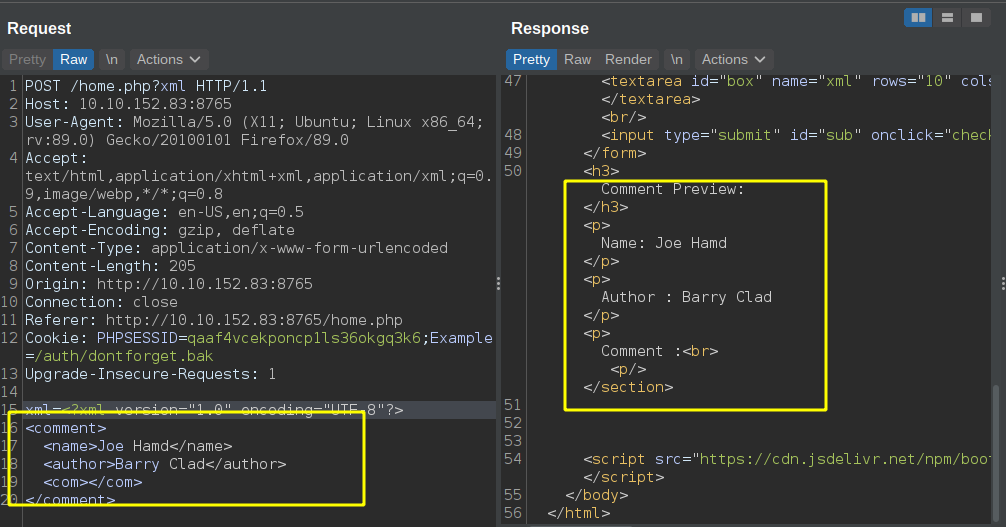 Request
Pretty Raw \n Actions
1 POST /home.php?xml HTTP/1.1
2 Host: 10.10.152.83:8765
3 User-Agent: Mozilla/5.0 (X11; Ubuntu; Linux x86_64;
rv:89.0) Gecko/20100101 Firefox/89.0
4 Accept:
text/html,application/xhtml+xml,application/xml;q=0.
9,image/webp,*/*;q=0.8
5 Accept-Language: en-US,en;q=0.5
6 Accept-Encoding: gzip, deflate
7 Content-Type: application/x-www-form-urlencoded
8 Content-Length: 205
9 Origin: http://10.10.152.83:8765
10 Connection: close
11 Referer: http://10.10.152.83:8765/home.php
12 Cookie: PHPSESSID=qaaf4vcekponcp1ls36okgq3k6;Example
=/auth/dontforget.bak
13 Upgrade-Insecure-Requests: 1
14
15 xml=<?xml version="1.0" encoding="UTF-8"?>
16 <comment>
17 <name>Joe Hamd</name>
18 <author>Barry Clad</author>
19 <com></com>
20 </comment>
Response
Pretty Raw Render \n Actions
47 <textarea id="box" name="xml" rows="10" cols
</textarea>
<br/>
48 <input type="submit" id="sub" onclick="check
49 </form>
50 <h3>
Comment Preview:
</h3>
<p>
Name: Joe Hamd
</p>
<p>
Author : Barry Clad
</p>
<p>
Comment :<br>
<p/>
</section>
51
52
53
54 <script src="https://cdn.jsdelivr.net/npm/boot
</script>
55 </body>
56 </html>